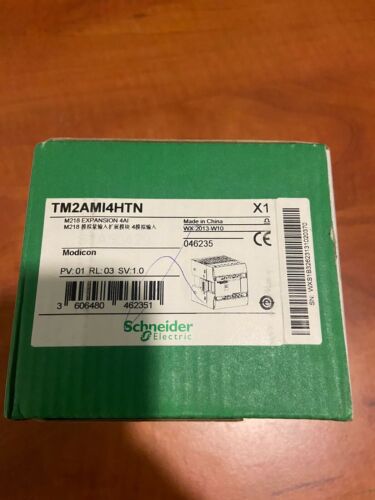 TM2AMI4HTN X1
M218 EXPANSION 4AI
M218 模拟量输入扩展模块 4模拟输入
Made in China
WX 2013-W10
046235
Modicon
PV: 01 RL: 03 SV:1.0
3 606480 462351
Schneider
Electric